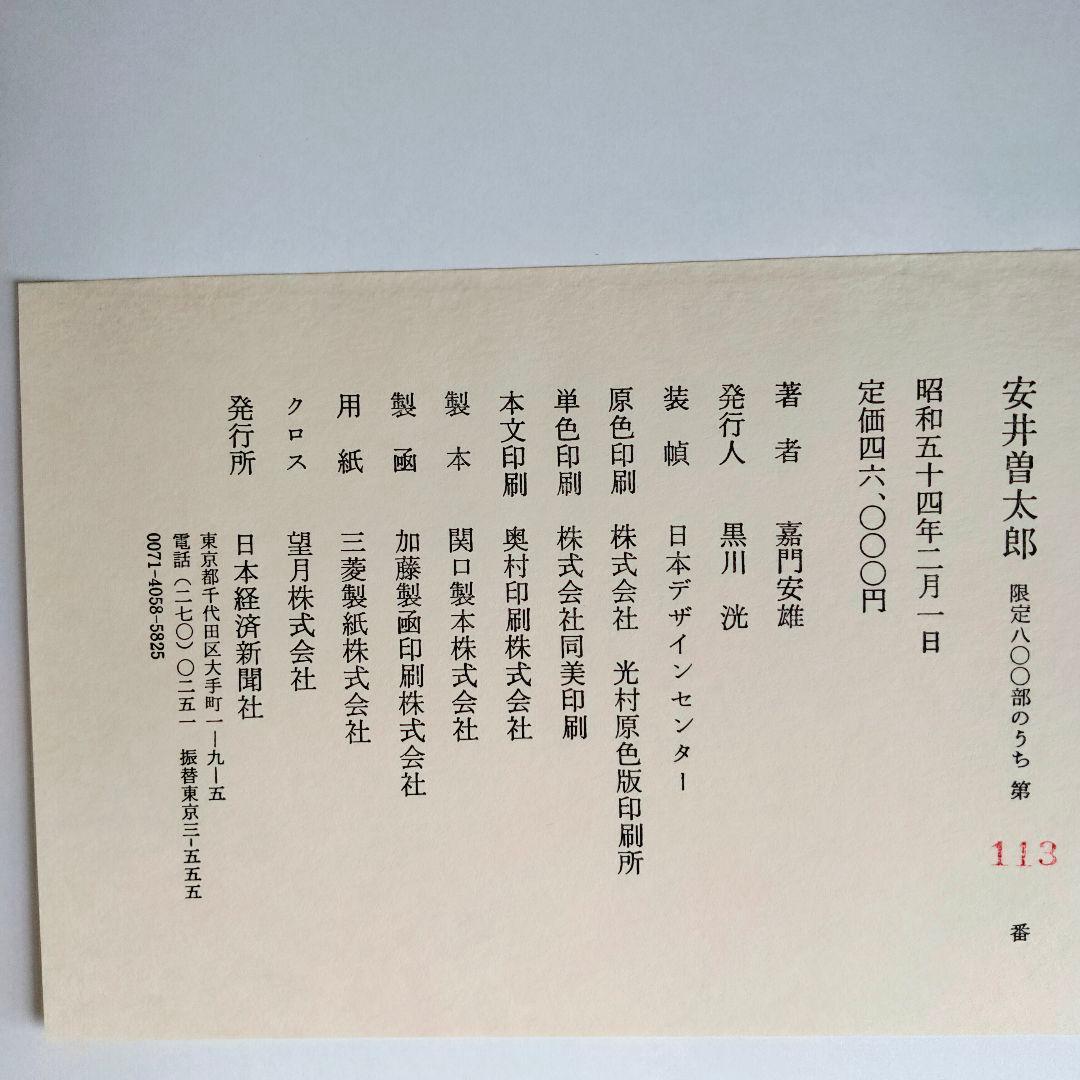 安井曽太郎 限定八〇〇部のうち 第 113 番
昭和五十四年二月一日
定価四六、〇〇〇円
著者 嘉門安雄
発行人 黒川 洸
装幀 日本デザインセンター
原色印刷 株式会社 光村原色版印刷所
単色印刷 株式会社同美印刷
本文印刷 奥村印刷株式会社
製本 関口製本株式会社
製函 加藤製函印刷株式会社
用紙 三菱製紙株式会社
クロス 望月株式会社
発行所 日本経済新聞社
東京都千代田区大手町一―九―五
電話(二七〇)〇二五一 振替東京三-五五五
0071-4058-5825